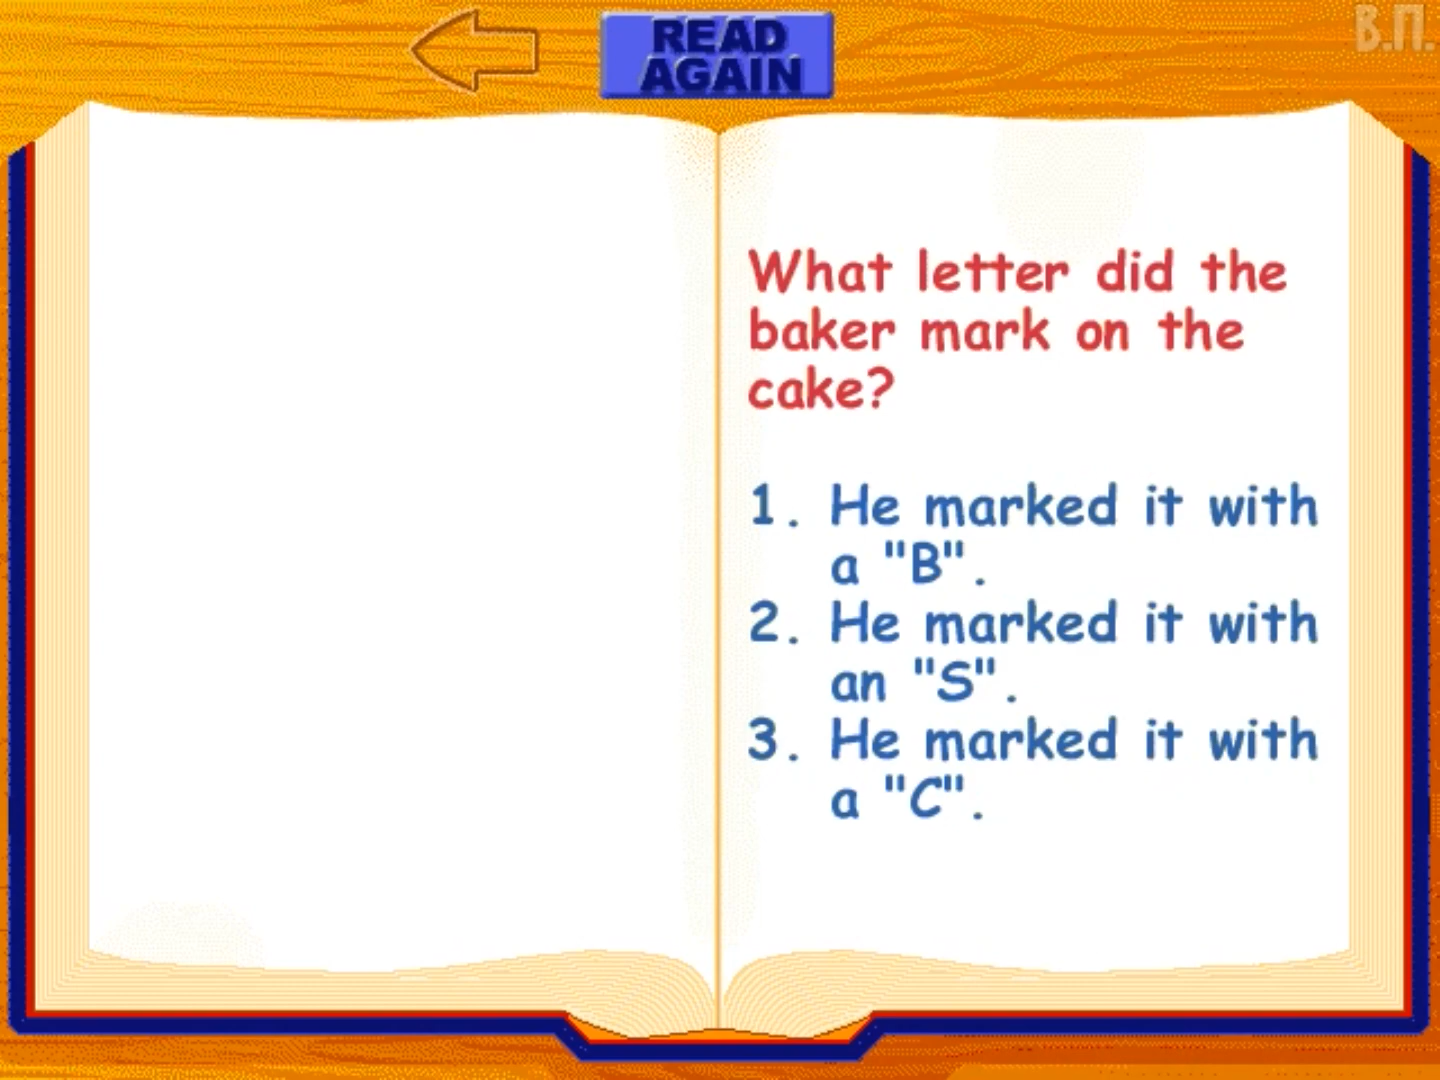 READ
AGAIN
В.П.
What letter did the
baker mark on the
cake?
1. He marked it with
a "B".
2. He marked it with
an "S".
3. He marked it with
a "C".